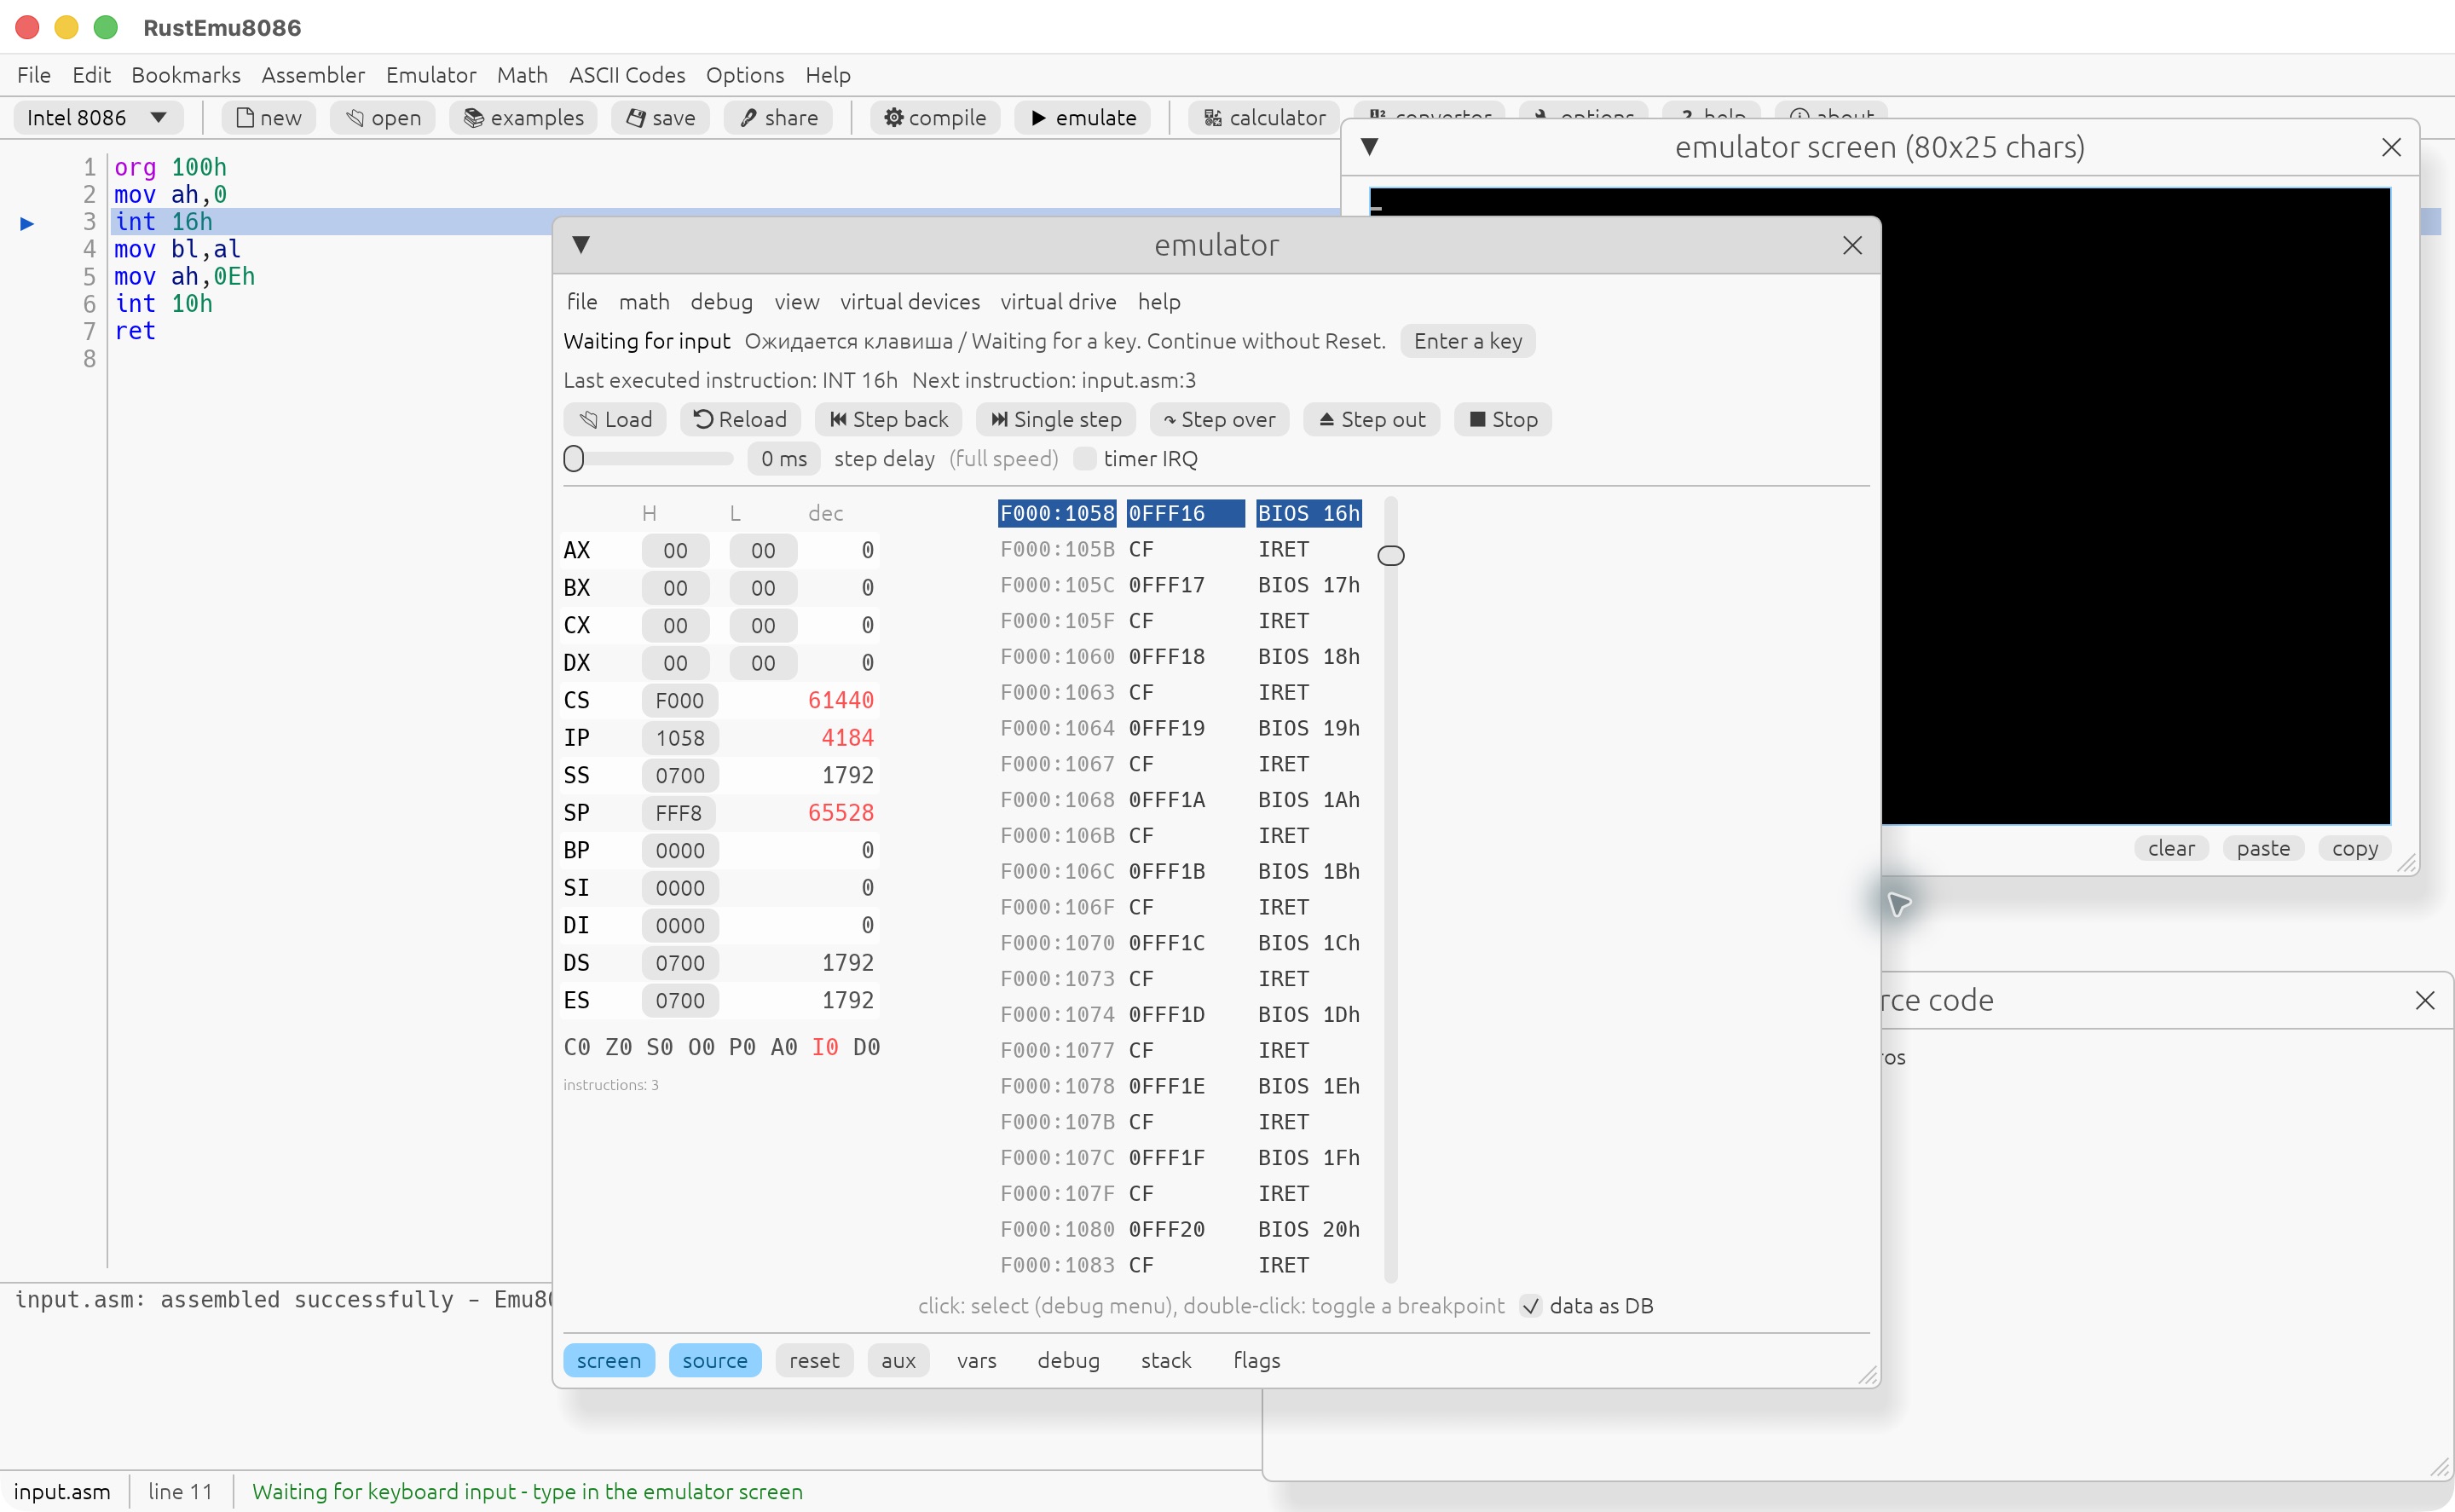 RustEmu8086
File Edit Bookmarks Assembler Emulator Math ASCII Codes Options Help
Intel 8086 new open examples save share compile emulate calculator convertor options help about
1 org 100h
2 mov ah,0
3 int 16h
4 mov bl,al
5 mov ah,0Eh
6 int 10h
7 ret
8
emulator screen (80x25 chars)
clear paste copy
emulator
file math debug view virtual devices virtual drive help
Waiting for input Ожидается клавиша / Waiting for a key. Continue without Reset. Enter a key
Last executed instruction: INT 16h Next instruction: input.asm:3
Load Reload Step back Single step Step over Step out Stop
0 ms step delay (full speed) timer IRQ
H L dec
AX 00 00 0
BX 00 00 0
CX 00 00 0
DX 00 00 0
CS F000 61440
IP 1058 4184
SS 0700 1792
SP FFF8 65528
BP 0000 0
SI 0000 0
DI 0000 0
DS 0700 1792
ES 0700 1792
C0 Z0 S0 O0 P0 A0 I0 D0
instructions: 3
F000:1058 0FFF16 BIOS 16h
F000:105B CF IRET
F000:105C 0FFF17 BIOS 17h
F000:105F CF IRET
F000:1060 0FFF18 BIOS 18h
F000:1063 CF IRET
F000:1064 0FFF19 BIOS 19h
F000:1067 CF IRET
F000:1068 0FFF1A BIOS 1Ah
F000:106B CF IRET
F000:106C 0FFF1B BIOS 1Bh
F000:106F CF IRET
F000:1070 0FFF1C BIOS 1Ch
F000:1073 CF IRET
F000:1074 0FFF1D BIOS 1Dh
F000:1077 CF IRET
F000:1078 0FFF1E BIOS 1Eh
F000:107B CF IRET
F000:107C 0FFF1F BIOS 1Fh
F000:107F CF IRET
F000:1080 0FFF20 BIOS 20h
F000:1083 CF IRET
click: select (debug menu), double-click: toggle a breakpoint data as DB
screen source reset aux vars debug stack flags
code
input.asm: assembled successfully -
input.asm line 11 Waiting for keyboard input - type in the emulator screen